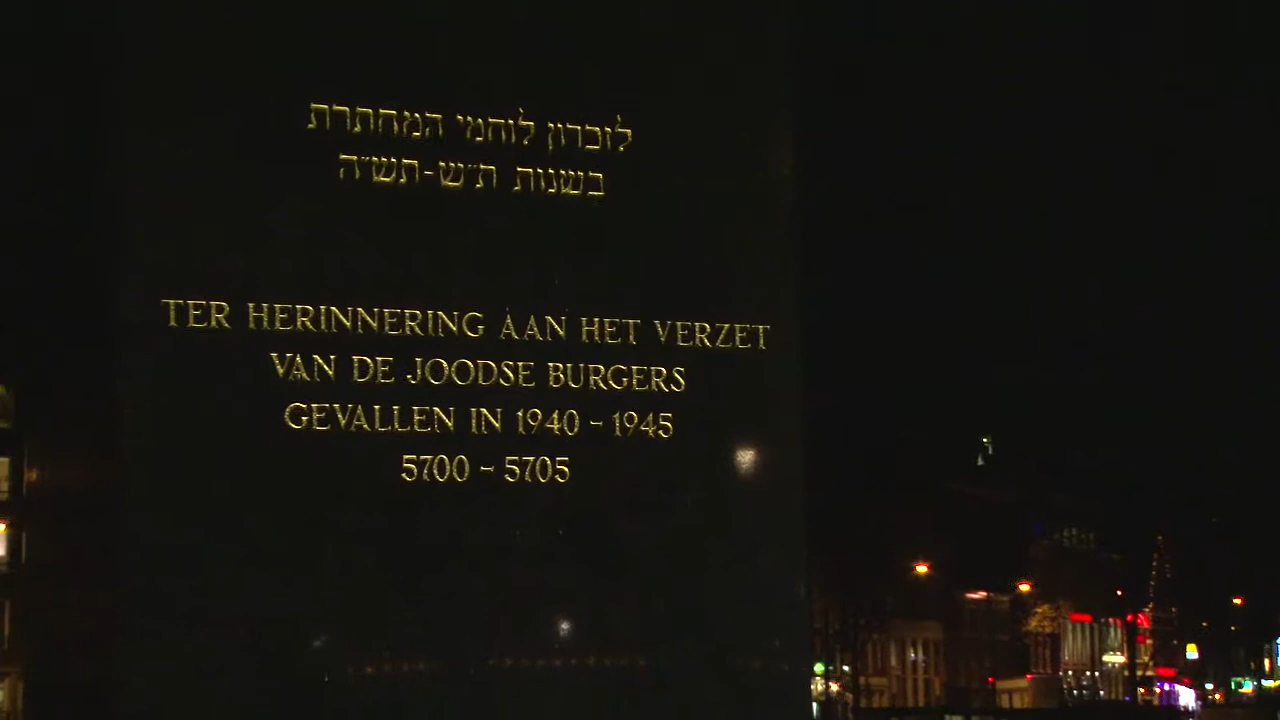 לזכרון לוחמי המחתרת
בשנות ת״ש-תש״ה
TER HERINNERING AAN HET VERZET
VAN DE JOODSE BURGERS
GEVALLEN IN 1940 - 1945
5700 - 5705